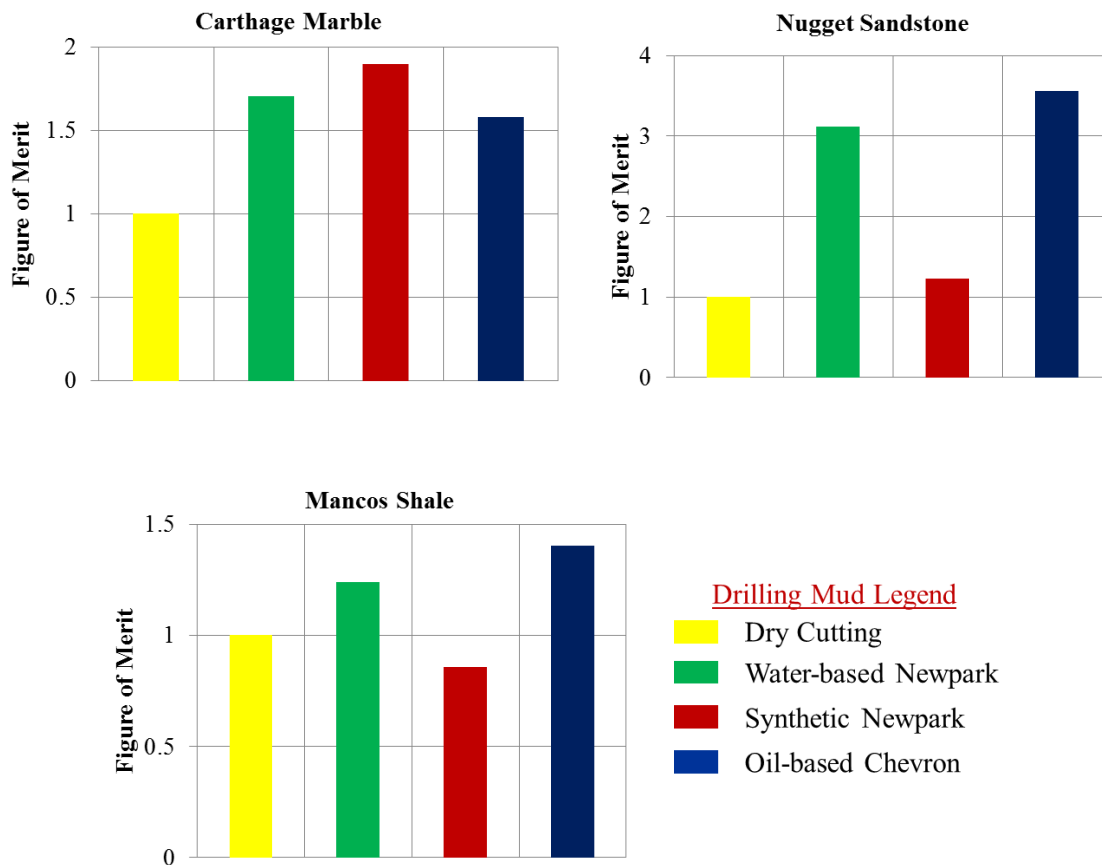 Carthage Marble
Figure of Merit
2
1.5
1
0.5
0
Nugget Sandstone
Figure of Merit
4
3
2
1
0
Mancos Shale
Figure of Merit
1.5
1
0.5
0
Drilling Mud Legend
Dry Cutting
Water-based Newpark
Synthetic Newpark
Oil-based Chevron